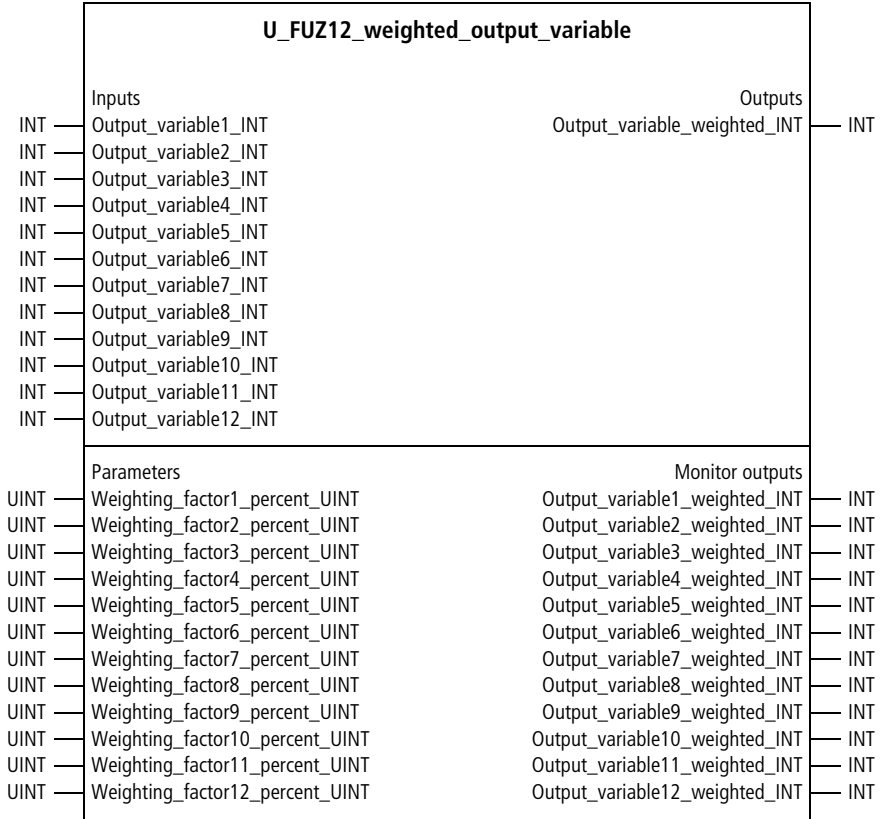 U_FUZ12_weighted_output_variable
Inputs Outputs
INT Output_variable1_INT Output_variable_weighted_INT INT
INT Output_variable2_INT
INT Output_variable3_INT
INT Output_variable4_INT
INT Output_variable5_INT
INT Output_variable6_INT
INT Output_variable7_INT
INT Output_variable8_INT
INT Output_variable9_INT
INT Output_variable10_INT
INT Output_variable11_INT
INT Output_variable12_INT
Parameters Monitor outputs
UINT Weighting_factor1_percent_UINT Output_variable1_weighted_INT INT
UINT Weighting_factor2_percent_UINT Output_variable2_weighted_INT INT
UINT Weighting_factor3_percent_UINT Output_variable3_weighted_INT INT
UINT Weighting_factor4_percent_UINT Output_variable4_weighted_INT INT
UINT Weighting_factor5_percent_UINT Output_variable5_weighted_INT INT
UINT Weighting_factor6_percent_UINT Output_variable6_weighted_INT INT
UINT Weighting_factor7_percent_UINT Output_variable7_weighted_INT INT
UINT Weighting_factor8_percent_UINT Output_variable8_weighted_INT INT
UINT Weighting_factor9_percent_UINT Output_variable9_weighted_INT INT
UINT Weighting_factor10_percent_UINT Output_variable10_weighted_INT INT
UINT Weighting_factor11_percent_UINT Output_variable11_weighted_INT INT
UINT Weighting_factor12_percent_UINT Output_variable12_weighted_INT INT